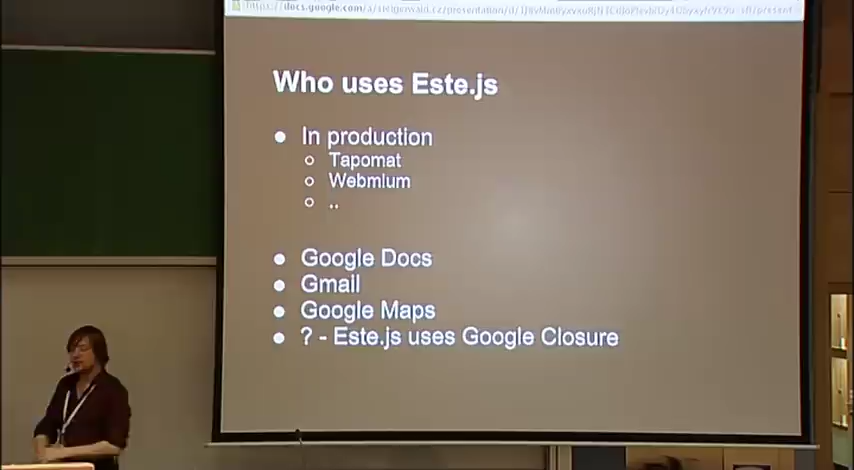 Who uses Este.js
● In production
○ Tapomat
○ Webmium
○ ..
● Google Docs
● Gmail
● Google Maps
● ? - Este.js uses Google Closure